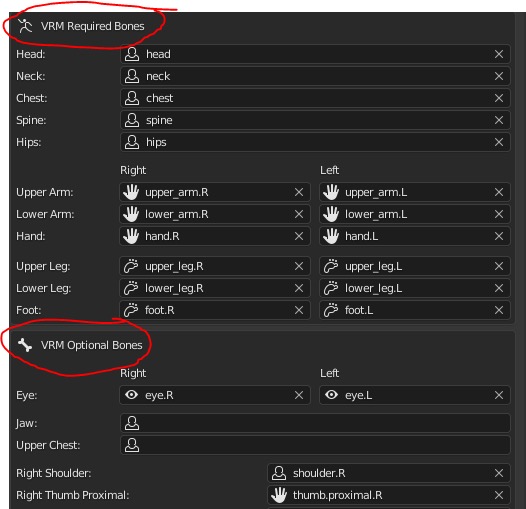 VRM Required Bones
Head: head
Neck: neck
Chest: chest
Spine: spine
Hips: hips
Right Left
Upper Arm: upper_arm.R upper_arm.L
Lower Arm: lower_arm.R lower_arm.L
Hand: hand.R hand.L
Upper Leg: upper_leg.R upper_leg.L
Lower Leg: lower_leg.R lower_leg.L
Foot: foot.R foot.L
VRM Optional Bones
Right Left
Eye: eye.R eye.L
Jaw:
Upper Chest:
Right Shoulder: shoulder.R
Right Thumb Proximal: thumb.proximal.R